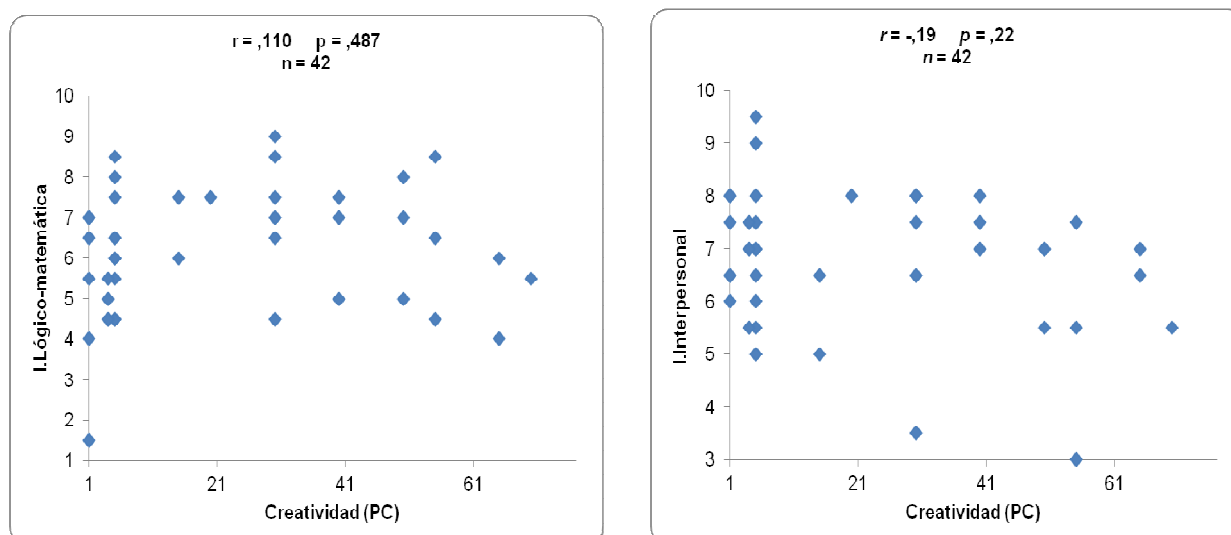 r = ,110 p = ,487
n = 42
10
9
8
7
6
5
4
3
2
1
I.Lógico-matemática
1 21 41 61
Creatividad (PC)
r = -,19 p = ,22
n = 42
10
9
8
7
6
5
4
3
I.Interpersonal
1 21 41 61
Creatividad (PC)